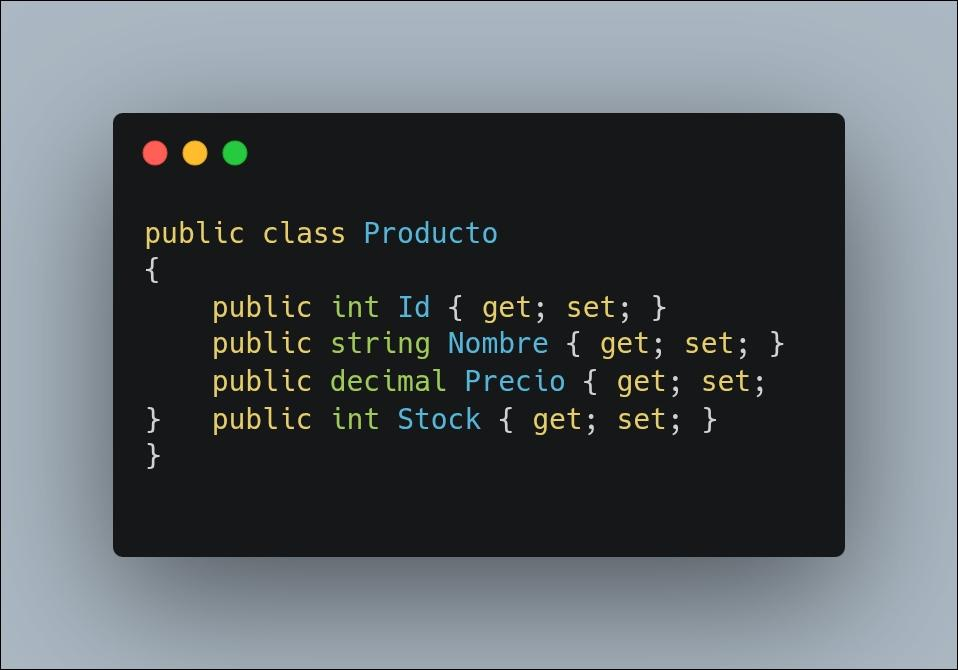 public class Producto
{
    public int Id { get; set; }
    public string Nombre { get; set; }
    public decimal Precio { get; set;
}   public int Stock { get; set; }
}